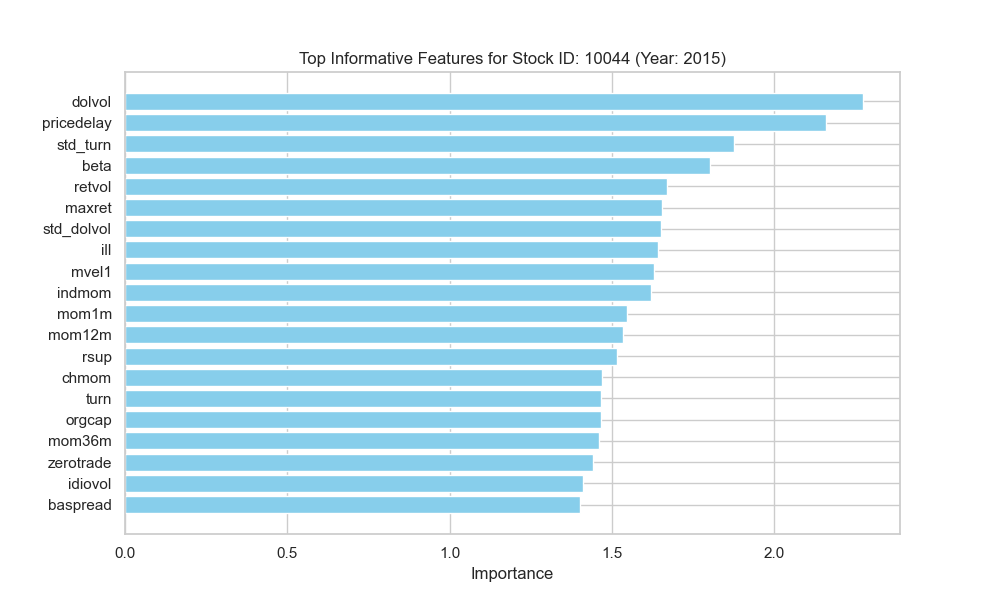 Top Informative Features for Stock ID: 10044 (Year: 2015)
dolvol
pricedelay
std_turn
beta
retvol
maxret
std_dolvol
ill
mvel1
indmom
mom1m
mom12m
rsup
chmom
turn
orgcap
mom36m
zerotrade
idiovol
baspread
0.0 0.5 1.0 1.5 2.0
Importance